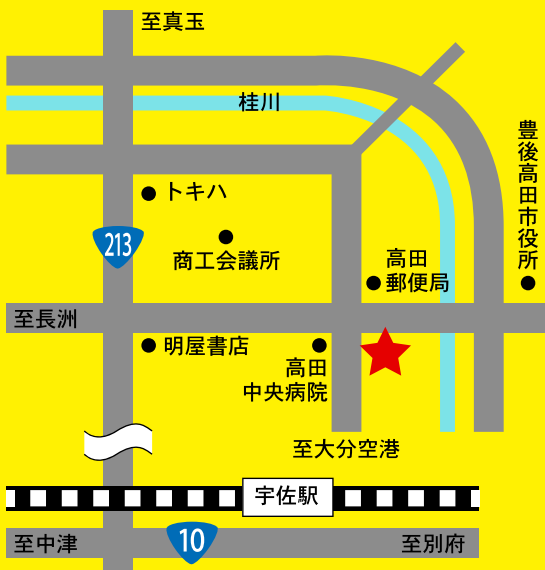 至真玉
桂川
豊後高田市役所
トキハ
213
商工会議所
高田
郵便局
至長洲
明屋書店
高田
中央病院
至大分空港
宇佐駅
至中津
10
至別府